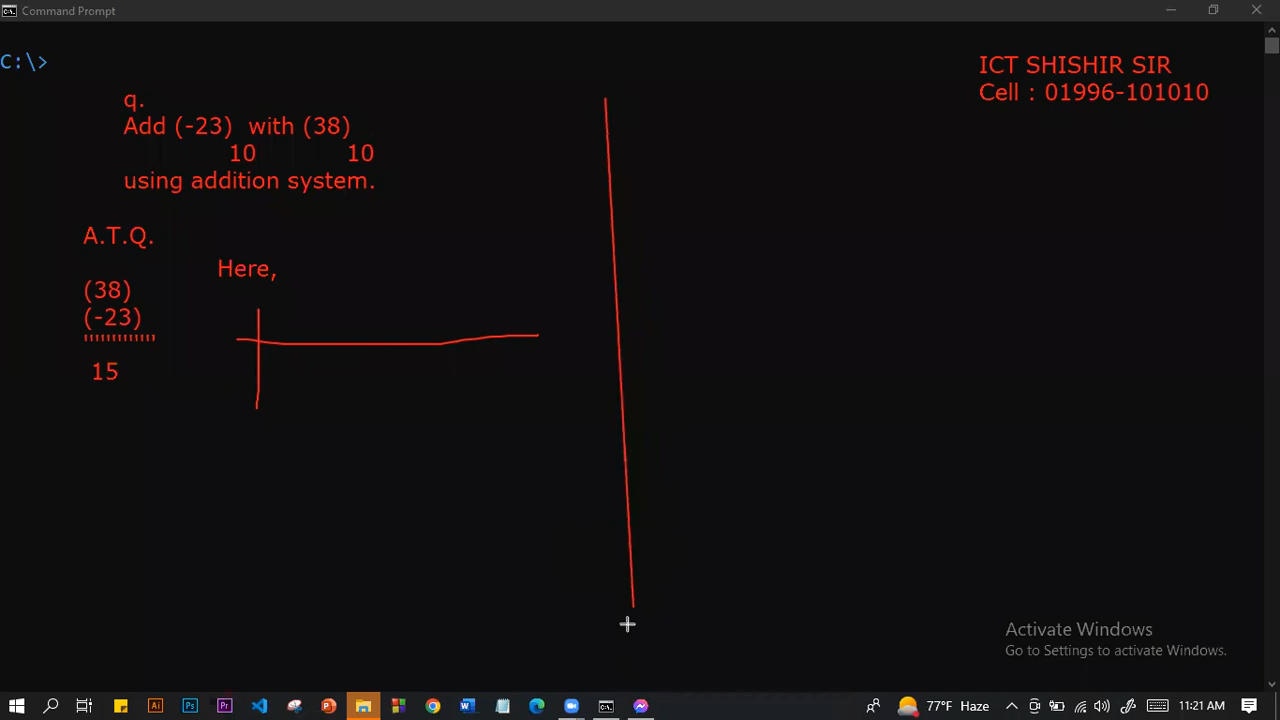 Command Prompt
C:\>
ICT SHISHIR SIR
Cell : 01996-101010
q.
Add (-23) with (38)
10 10
using addition system.
A.T.Q.
Here,
(38)
(-23)
'''''''''''''
15
Activate Windows
Go to Settings to activate Windows.
77°F Haze
11:21 AM